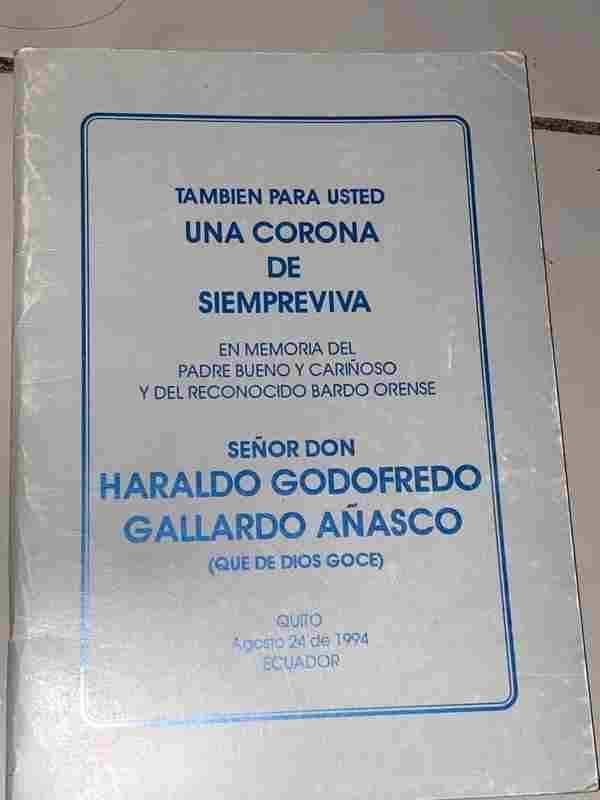 TAMBIEN PARA USTED
UNA CORONA
DE
SIEMPREVIVA
EN MEMORIA DEL
PADRE BUENO Y CARIÑOSO
Y DEL RECONOCIDO BARDO ORENSE
SEÑOR DON
HARALDO GODOFREDO
GALLARDO AÑASCO
(QUE DE DIOS GOCE)
QUITO
Agosto 24 de 1994
ECUADOR